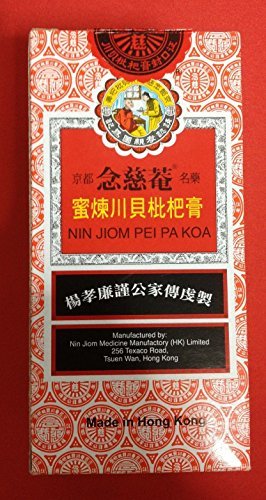 京都 念慈菴® 名藥
蜜煉川貝枇杷膏
NIN JIOM PEI PA KOA
楊孝廉謹公家傳虔製
Manufactured by:
Nin Jiom Medicine Manufactory (HK) Limited
256 Texaco Road,
Tsuen Wan, Hong Kong
Made in Hong Kong